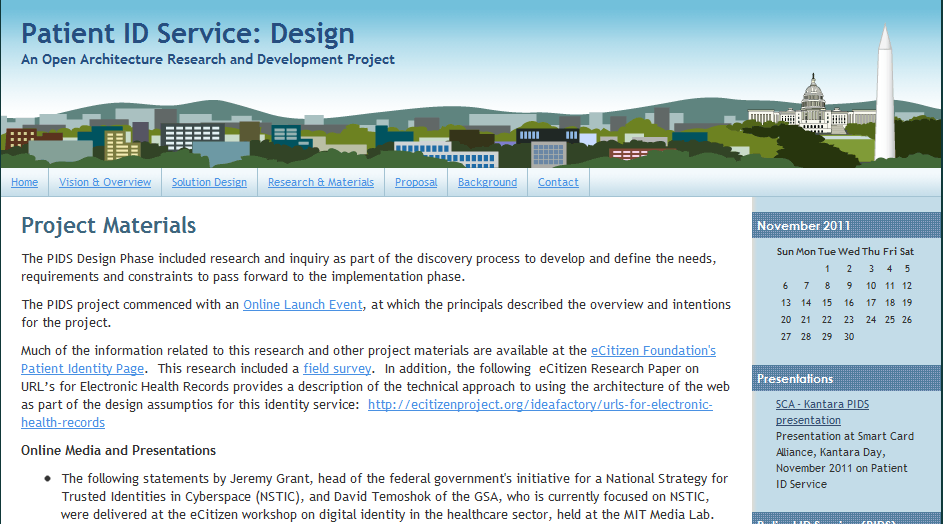 Patient ID Service: Design
An Open Architecture Research and Development Project
Home Vision & Overview Solution Design Research & Materials Proposal Background Contact
Project Materials
The PIDS Design Phase included research and inquiry as part of the discovery process to develop and define the needs,
requirements and constraints to pass forward to the implementation phase.
The PIDS project commenced with an Online Launch Event, at which the principals described the overview and intentions
for the project.
Much of the information related to this research and other project materials are available at the eCitizen Foundation's
Patient Identity Page. This research included a field survey. In addition, the following eCitizen Research Paper on
URL’s for Electronic Health Records provides a description of the technical approach to using the architecture of the web
as part of the design assumptios for this identity service: http://ecitizenproject.org/ideafactory/urls-for-electronic-
health-records
Online Media and Presentations
• The following statements by Jeremy Grant, head of the federal government's initiative for a National Strategy for
Trusted Identities in Cyberspace (NSTIC), and David Temoshok of the GSA, who is currently focused on NSTIC,
were delivered at the eCitizen workshop on digital identity in the healthcare sector, held at the MIT Media Lab.
November 2011
Sun Mon Tue Wed Thu Fri Sat
1 2 3 4 5
6 7 8 9 10 11 12
13 14 15 16 17 18 19
20 21 22 23 24 25 26
27 28 29 30
Presentations
SCA - Kantara PIDS
presentation
Presentation at Smart Card
Alliance, Kantara Day,
November 2011 on Patient
ID Service